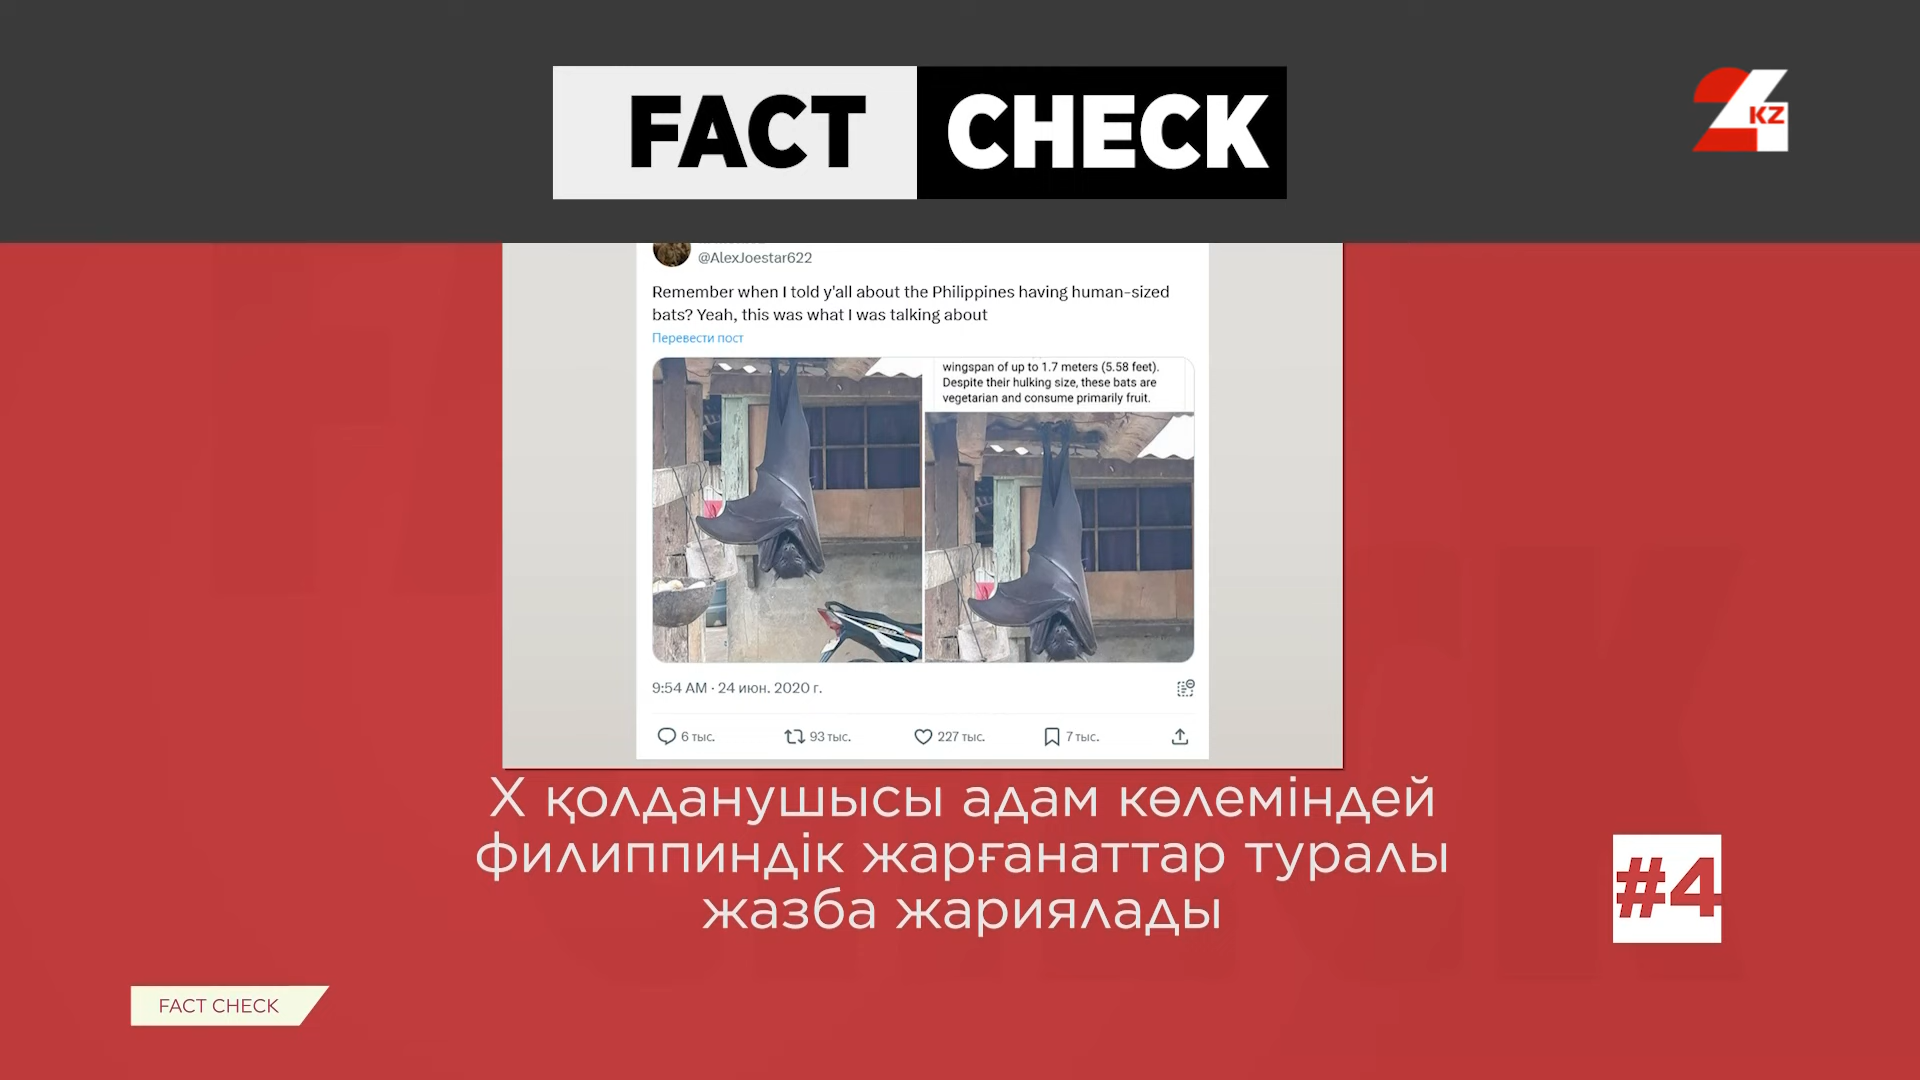 FACT CHECK
24 KZ
@AlexJoestar622
Remember when I told y'all about the Philippines having human-sized
bats? Yeah, this was what I was talking about
Перевести пост
wingspan of up to 1.7 meters (5.58 feet).
Despite their hulking size, these bats are
vegetarian and consume primarily fruit.
9:54 AM · 24 июн. 2020 г.
6 тыс. 93 тыс. 227 тыс. 7 тыс.
Х қолданушысы адам көлеміндей
филиппиндік жарғанаттар туралы
жазба жариялады
#4
FACT CHECK